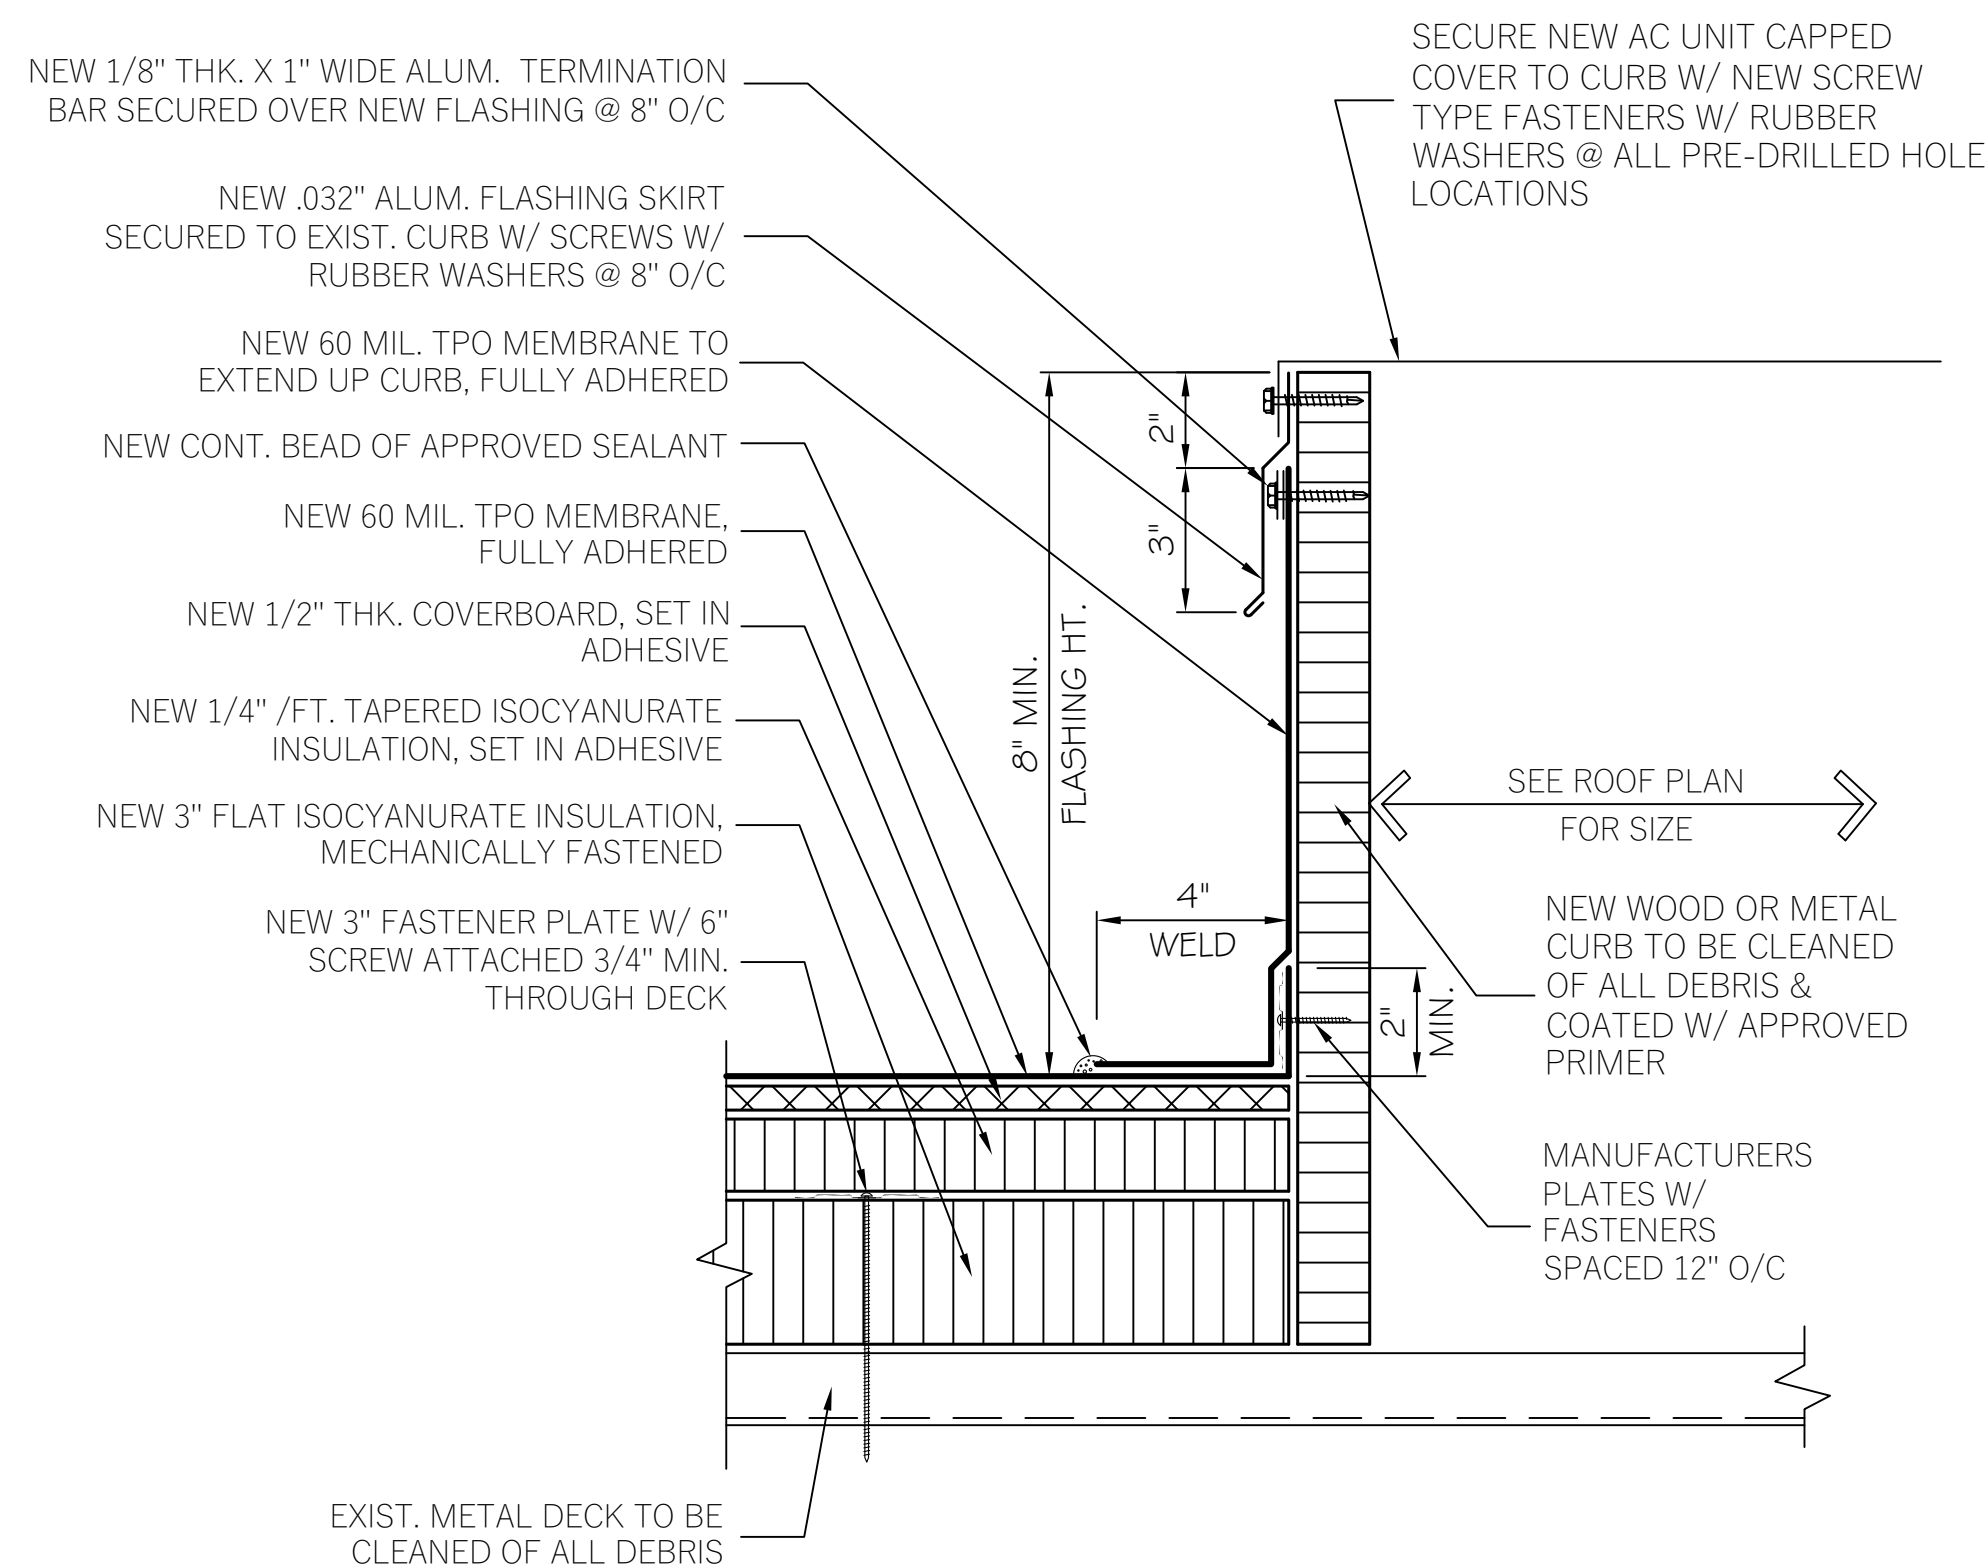 NEW 1/8" THK. X 1" WIDE ALUM. TERMINATION
BAR SECURED OVER NEW FLASHING @ 8" O/C
NEW .032" ALUM. FLASHING SKIRT
SECURED TO EXIST. CURB W/ SCREWS W/
RUBBER WASHERS @ 8" O/C
NEW 60 MIL. TPO MEMBRANE TO
EXTEND UP CURB, FULLY ADHERED
NEW CONT. BEAD OF APPROVED SEALANT
NEW 60 MIL. TPO MEMBRANE,
FULLY ADHERED
NEW 1/2" THK. COVERBOARD, SET IN
ADHESIVE
NEW 1/4" /FT. TAPERED ISOCYANURATE
INSULATION, SET IN ADHESIVE
NEW 3" FLAT ISOCYANURATE INSULATION,
MECHANICALLY FASTENED
NEW 3" FASTENER PLATE W/ 6"
SCREW ATTACHED 3/4" MIN.
THROUGH DECK
EXIST. METAL DECK TO BE
CLEANED OF ALL DEBRIS
2"
3"
8" MIN.
FLASHING HT.
4"
WELD
2"
MIN.
SECURE NEW AC UNIT CAPPED
COVER TO CURB W/ NEW SCREW
TYPE FASTENERS W/ RUBBER
WASHERS @ ALL PRE-DRILLED HOLE
LOCATIONS
SEE ROOF PLAN
FOR SIZE
NEW WOOD OR METAL
CURB TO BE CLEANED
OF ALL DEBRIS &
COATED W/ APPROVED
PRIMER
MANUFACTURERS
PLATES W/
FASTENERS
SPACED 12" O/C